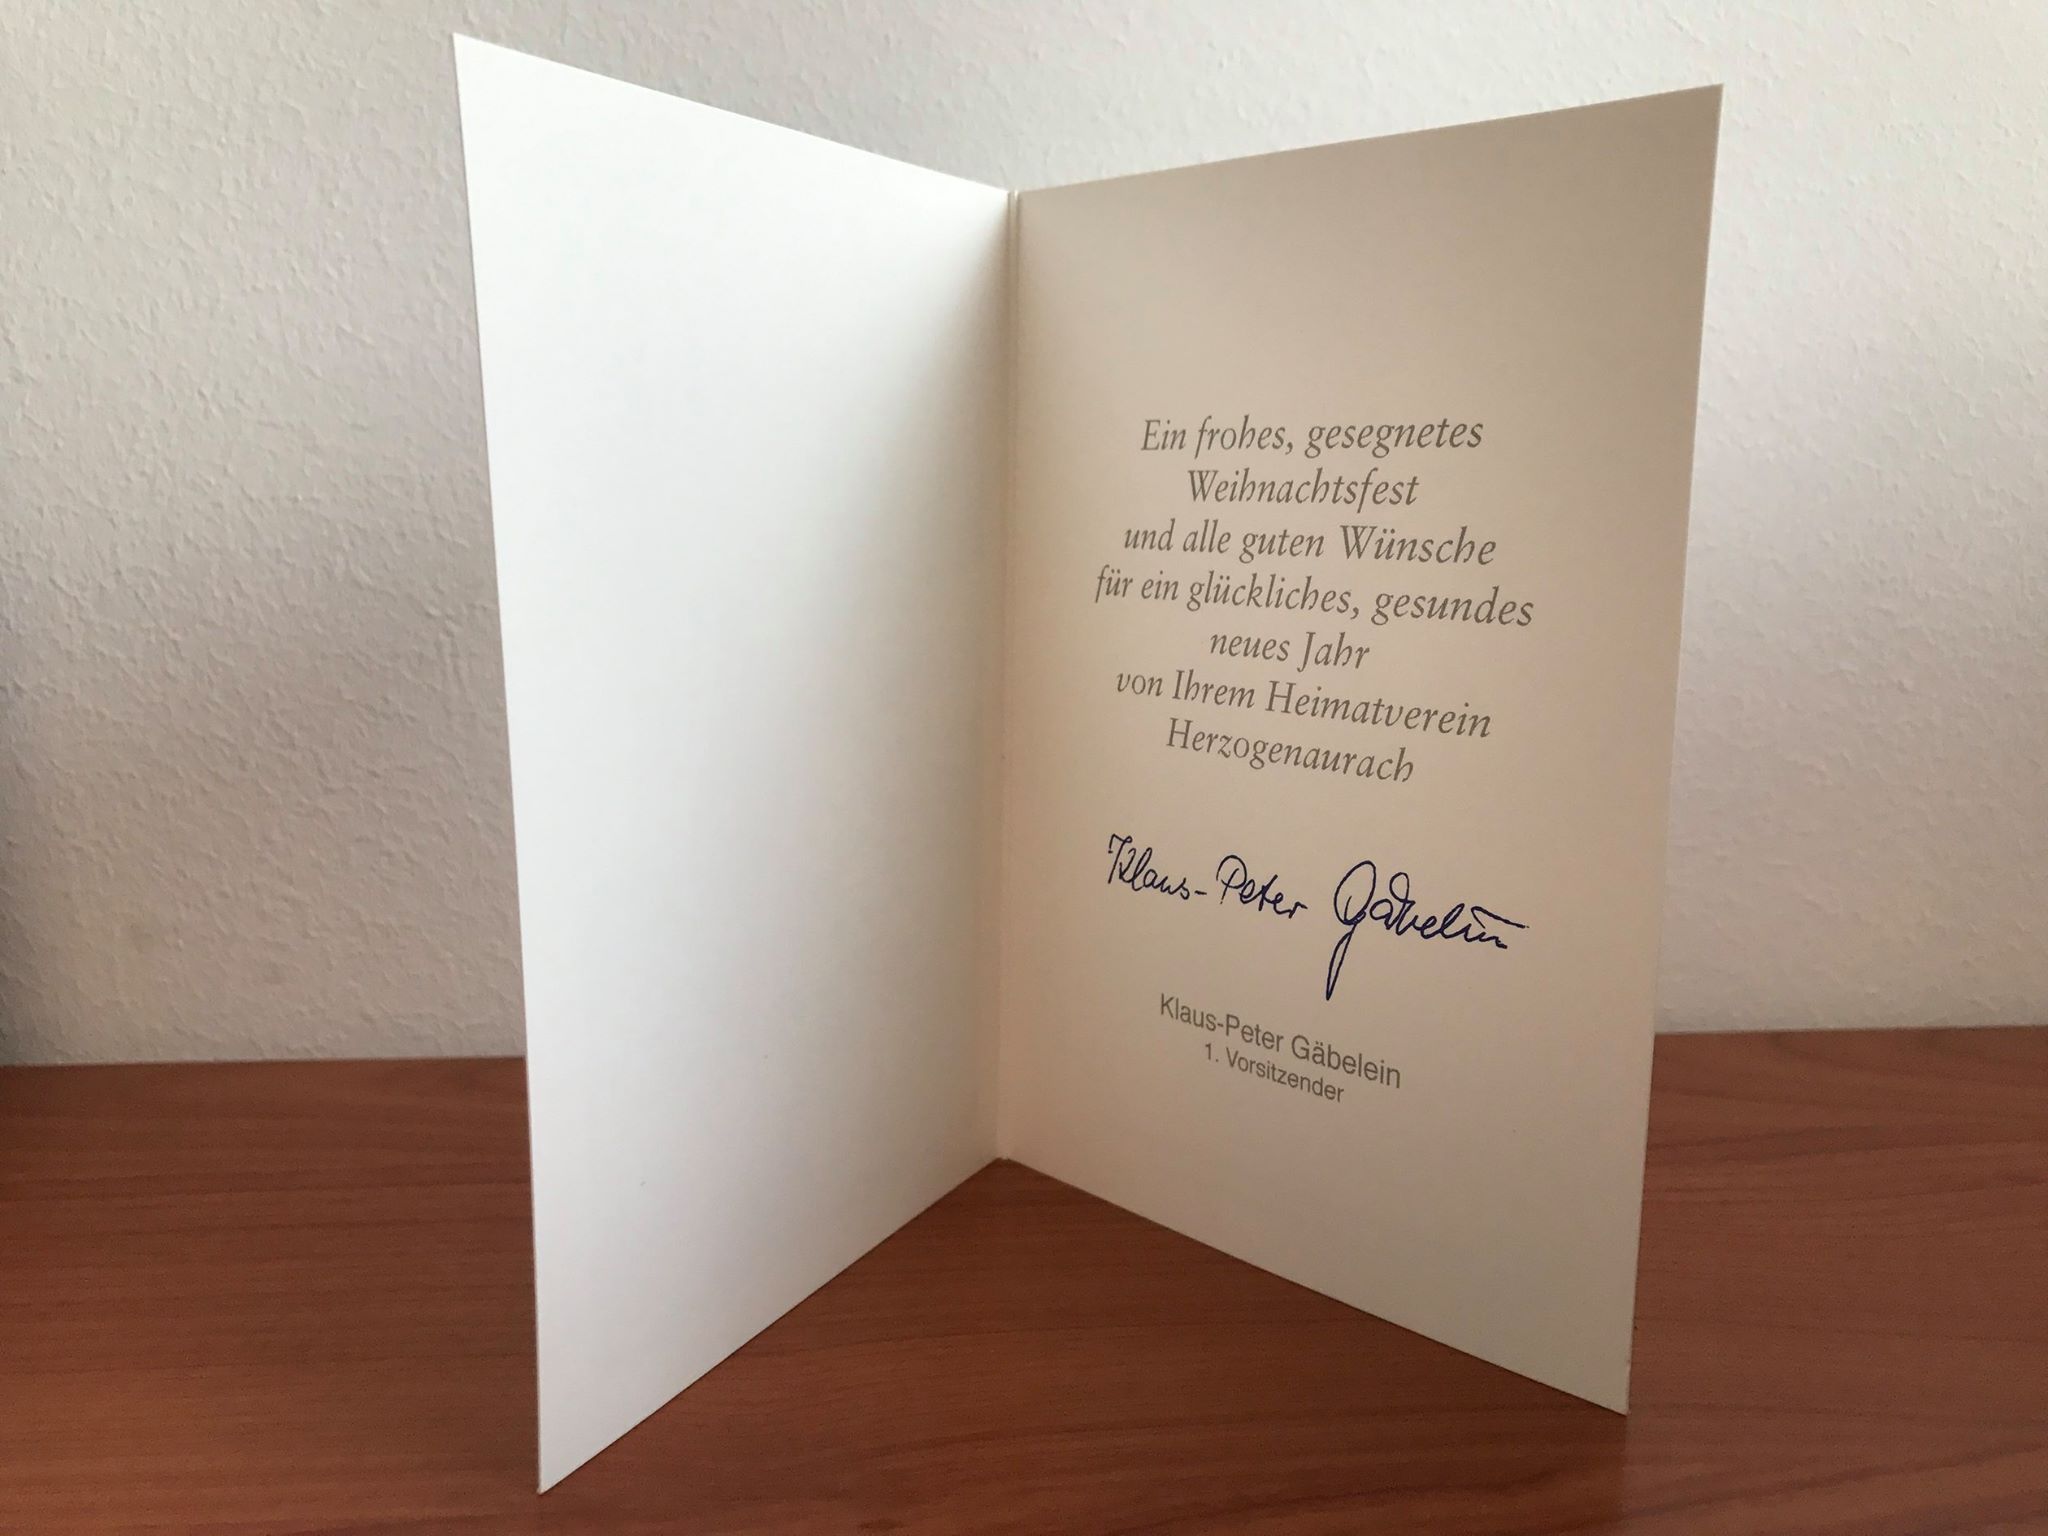 Ein frohes, gesegnetes
Weihnachtsfest
und alle guten Wünsche
für ein glückliches, gesundes
neues Jahr
von Ihrem Heimatverein
Herzogenaurach
Klaus-Peter Gäbelein
Klaus-Peter Gäbelein
1. Vorsitzender